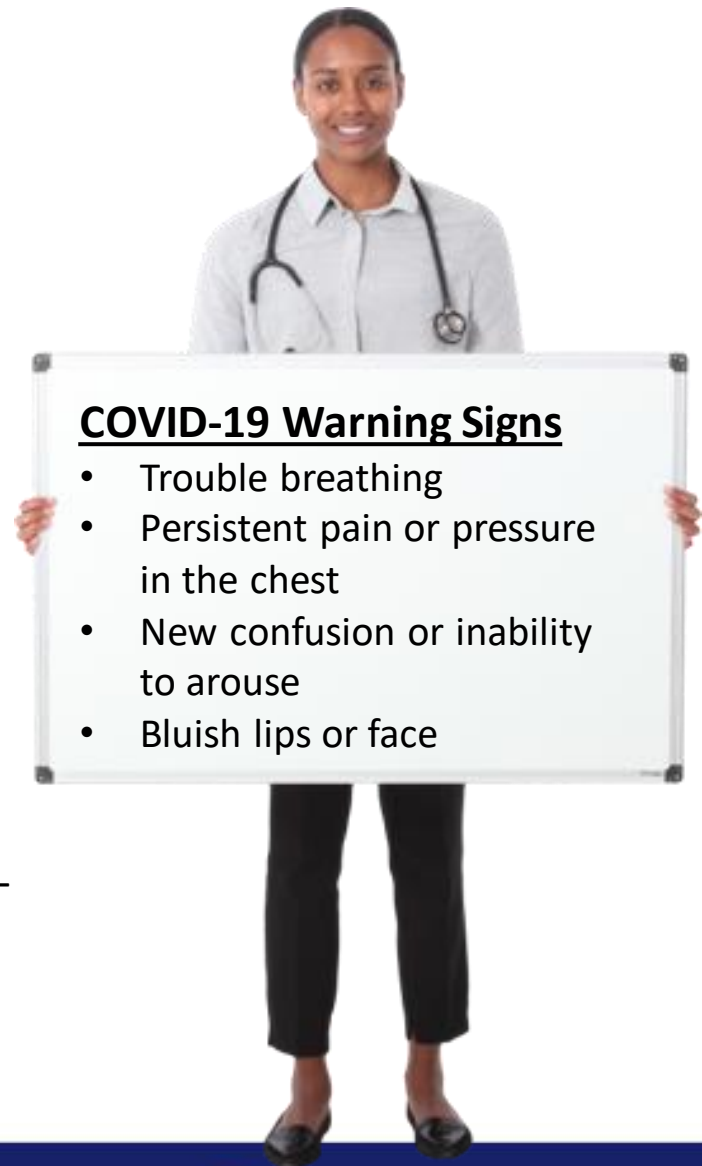 COVID-19 Warning Signs
• Trouble breathing
• Persistent pain or pressure
in the chest
• New confusion or inability
to arouse
• Bluish lips or face
–